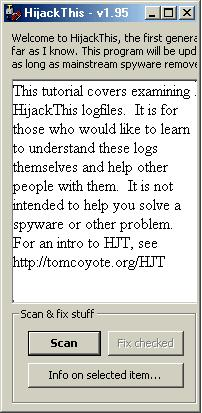 HijackThis - v1.95
Welcome to HijackThis, the first genera
far as I know. This program will be upd
as long as mainstream spyware remove
This tutorial covers examining
HijackThis logfiles. It is for
those who would like to learn
to understand these logs
themselves and help other
people with them. It is not
intended to help you solve a
spyware or other problem.
For an intro to HJT, see
http://tomcoyote.org/HJT
Scan & fix stuff
Scan
Fix checked
Info on selected item...